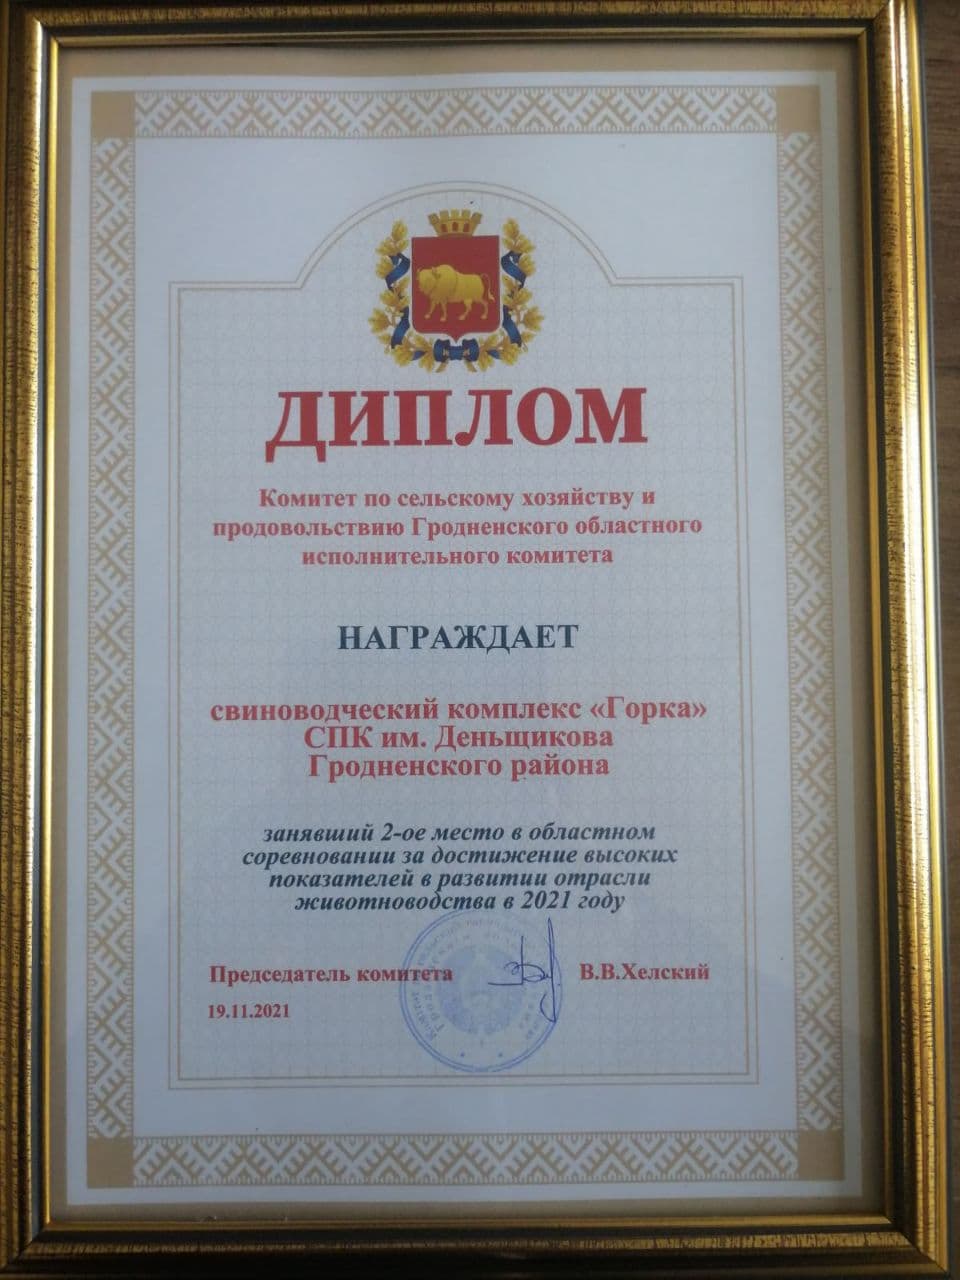 ДИПЛОМ
Комитет по сельскому хозяйству и
продовольствию Гродненского областного
исполнительного комитета
НАГРАЖДАЕТ
свиноводческий комплекс «Горка»
СПК им. Деньщикова
Гродненского района
занявший 2-ое место в областном
соревновании за достижение высоких
показателей в развитии отрасли
животноводства в 2021 году
Председатель комитета В.В.Хелский
19.11.2021